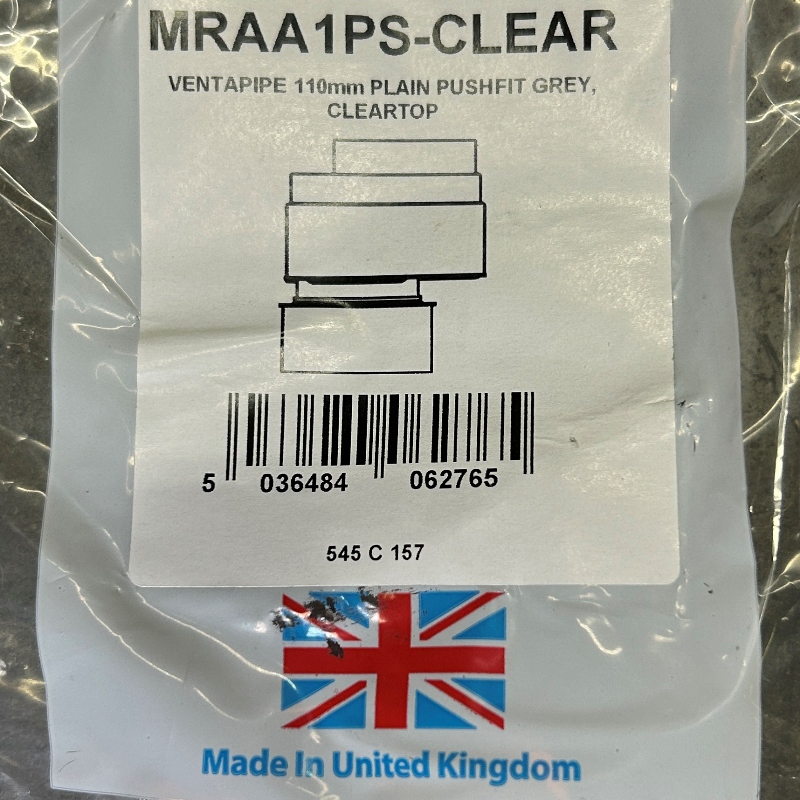 MRAA1PS-CLEAR
VENTAPIPE 110mm PLAIN PUSHFIT GREY,
CLEARTOP
5 036484 062765
545 C 157
Made In United Kingdom